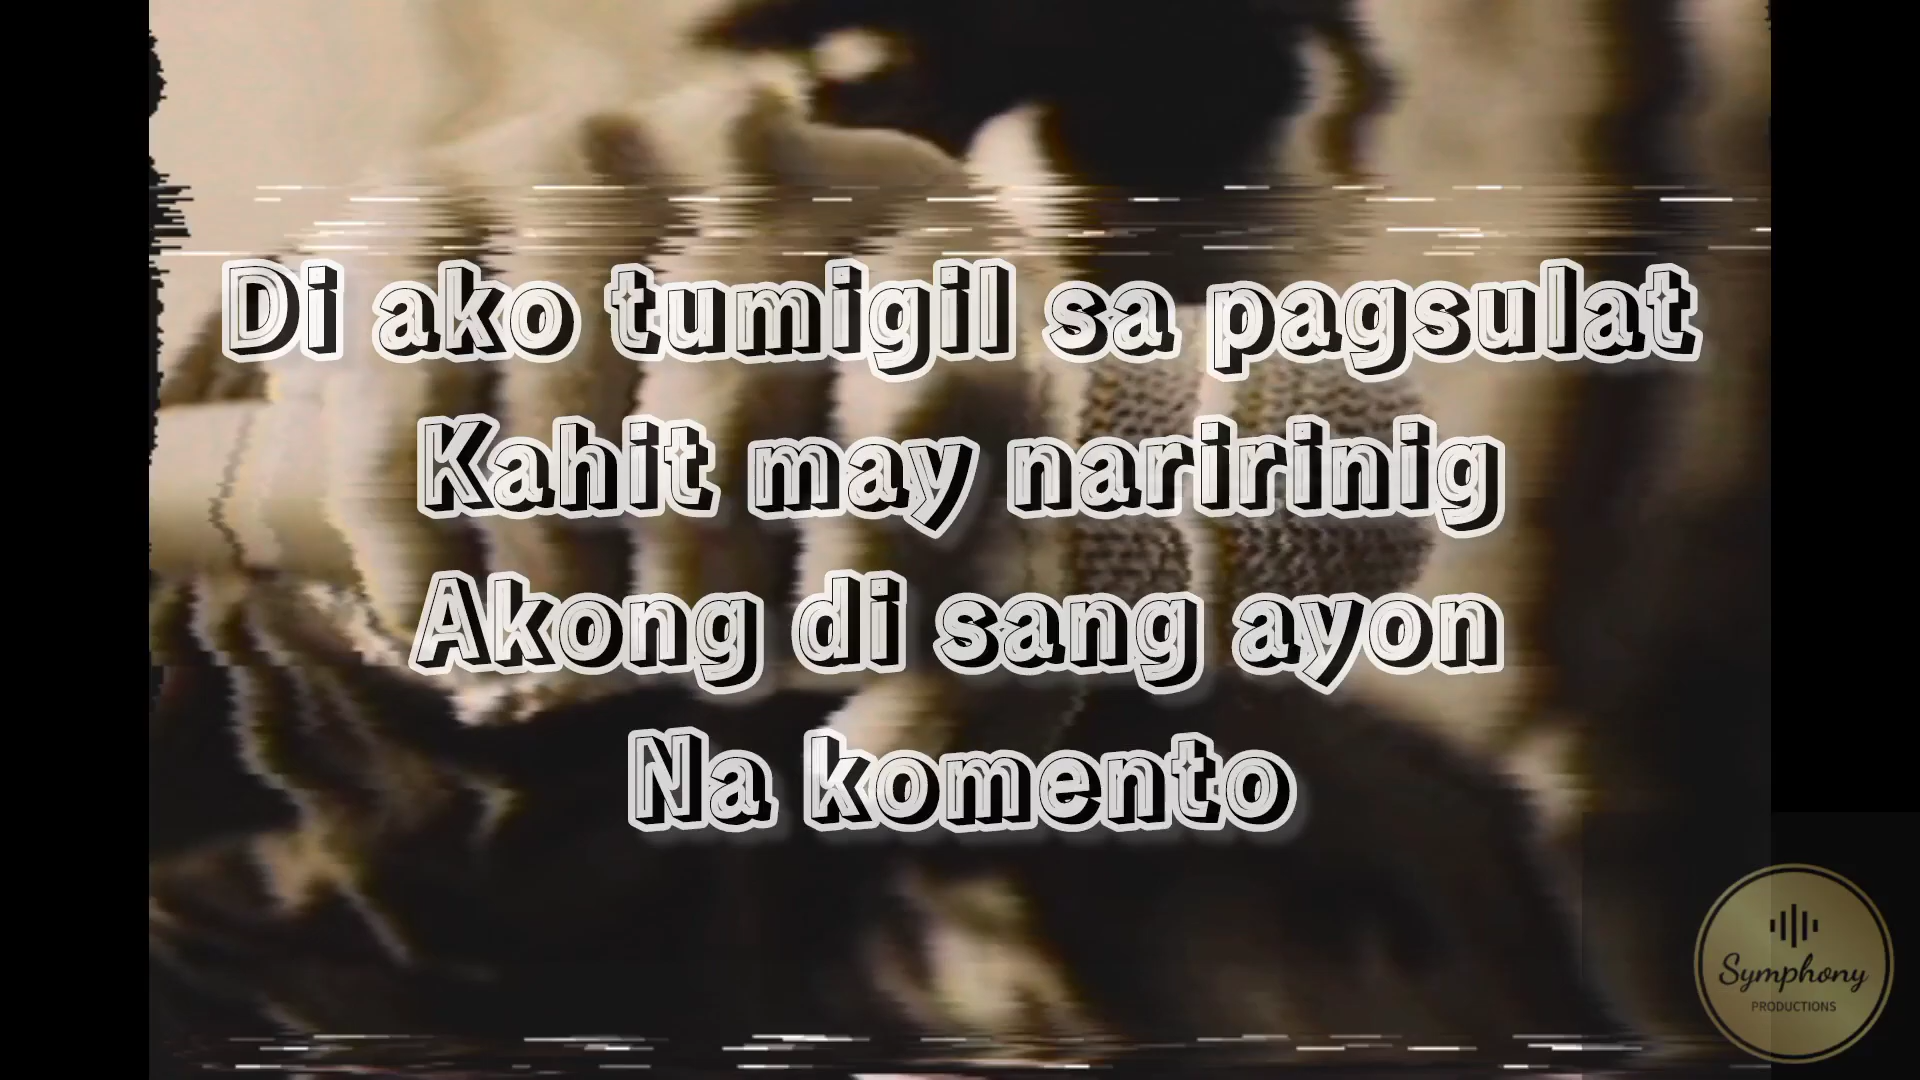 Di ako tumigil sa pagsulat
Kahit may naririnig
Akong di sang ayon
Na komento
Symphony
PRODUCTIONS